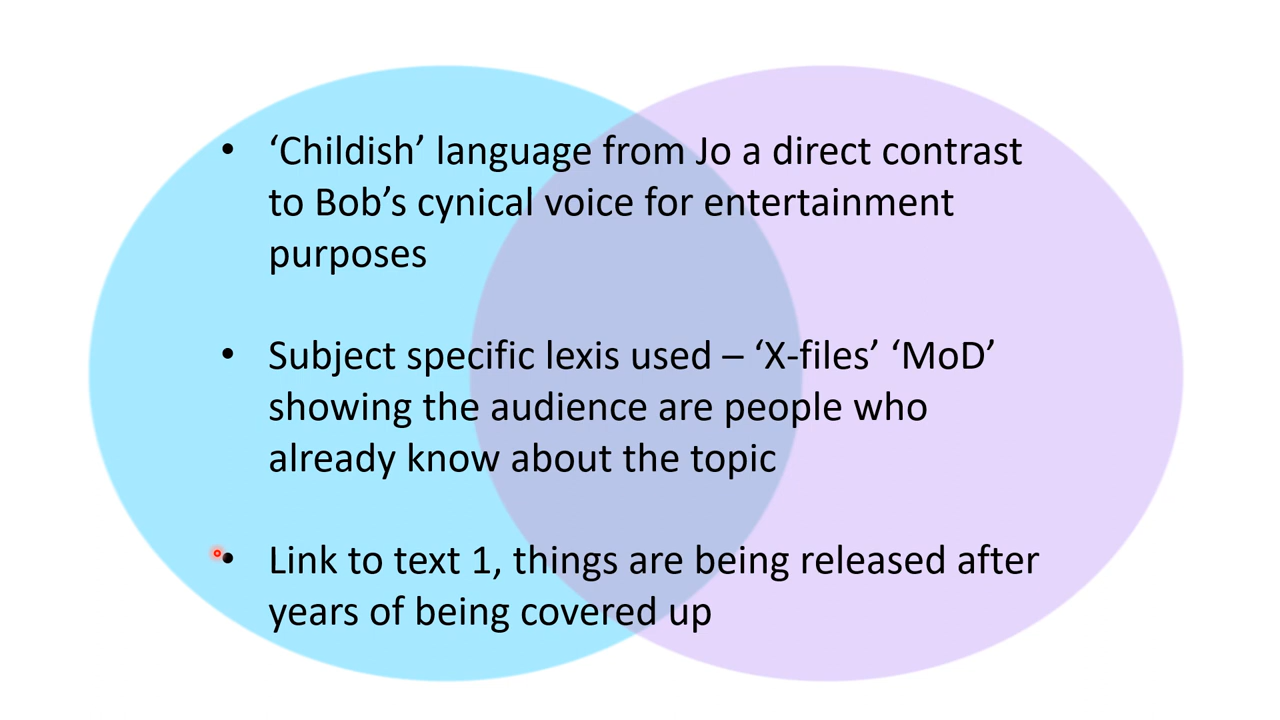 • ‘Childish’ language from Jo a direct contrast
to Bob’s cynical voice for entertainment
purposes
• Subject specific lexis used – ‘X-files’ ‘MoD’
showing the audience are people who
already know about the topic
• Link to text 1, things are being released after
years of being covered up